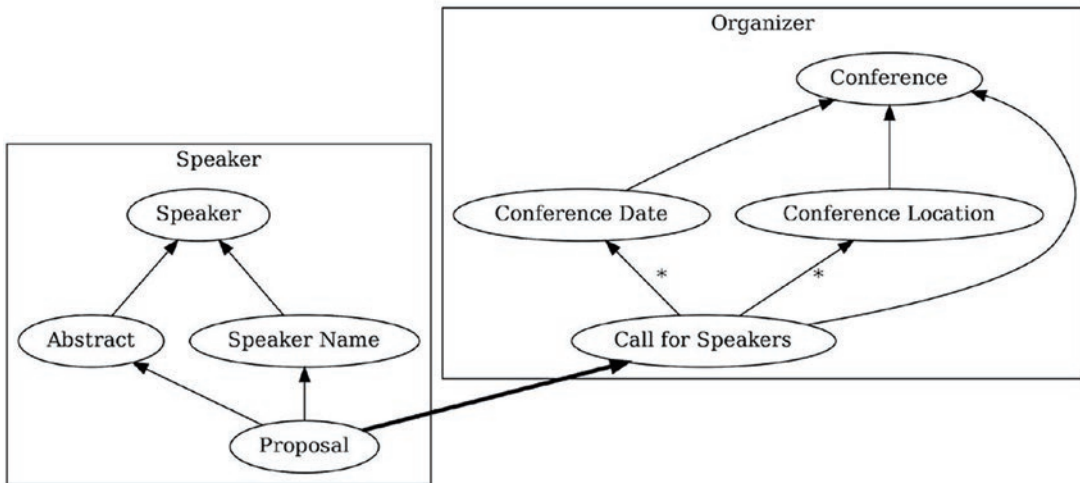 Organizer
Conference
Speaker
Speaker
Conference Date
Conference Location
*
*
Abstract
Speaker Name
Call for Speakers
Proposal